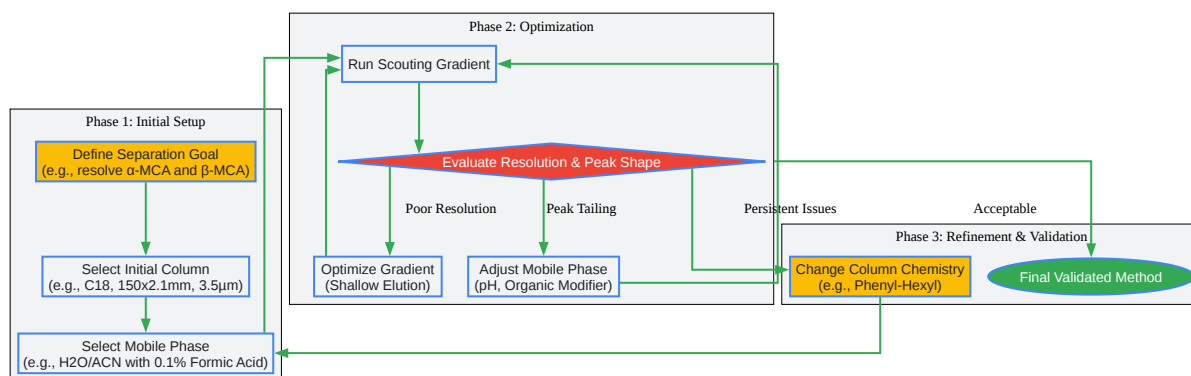 Phase 1: Initial Setup
Define Separation Goal
(e.g., resolve α-MCA and β-MCA)
Select Initial Column
(e.g., C18, 150x2.1mm, 3.5μm)
Select Mobile Phase
(e.g., H2O/ACN with 0.1% Formic Acid)
Phase 2: Optimization
Run Scouting Gradient
Evaluate Resolution & Peak Shape
Poor Resolution
Peak Tailing
Persistent Issues
Acceptable
Optimize Gradient
(Shallow Elution)
Adjust Mobile Phase
(pH, Organic Modifier)
Phase 3: Refinement & Validation
Change Column Chemistry
(e.g., Phenyl-Hexyl)
Final Validated Method